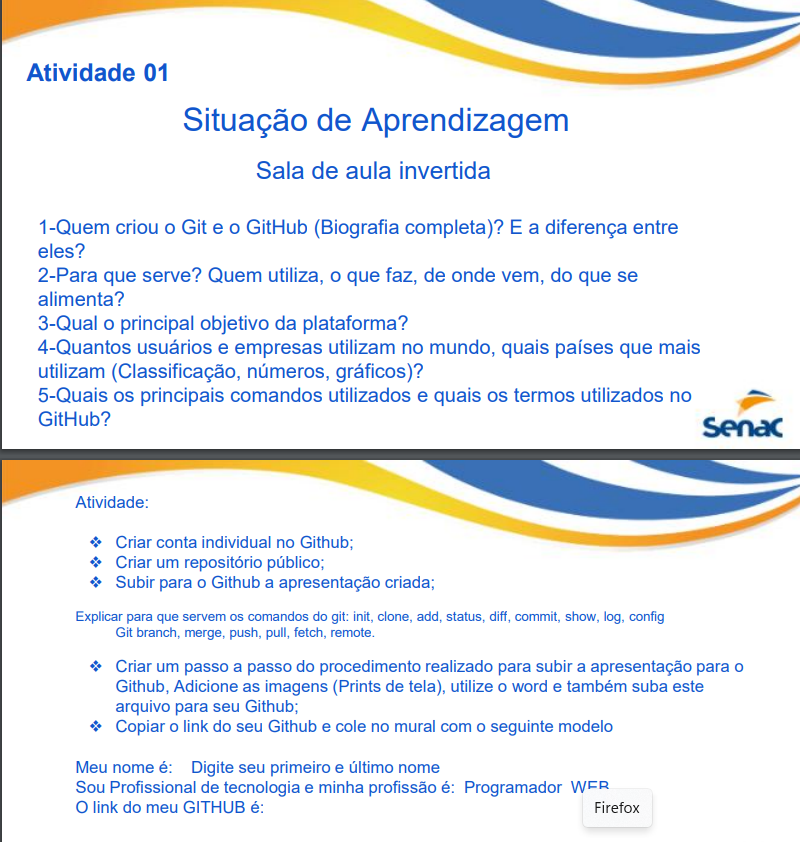 Atividade 01
Situação de Aprendizagem
Sala de aula invertida
1-Quem criou o Git e o GitHub (Biografia completa)? E a diferença entre
eles?
2-Para que serve? Quem utiliza, o que faz, de onde vem, do que se
alimenta?
3-Qual o principal objetivo da plataforma?
4-Quantos usuários e empresas utilizam no mundo, quais países que mais
utilizam (Classificação, números, gráficos)?
5-Quais os principais comandos utilizados e quais os termos utilizados no
GitHub?
Senac
Atividade:
❖ Criar conta individual no Github;
❖ Criar um repositório público;
❖ Subir para o Github a apresentação criada;
Explicar para que servem os comandos do git: init, clone, add, status, diff, commit, show, log, config
Git branch, merge, push, pull, fetch, remote.
❖ Criar um passo a passo do procedimento realizado para subir a apresentação para o
Github, Adicione as imagens (Prints de tela), utilize o word e também suba este
arquivo para seu Github;
❖ Copiar o link do seu Github e cole no mural com o seguinte modelo
Meu nome é: Digite seu primeiro e último nome
Sou Profissional de tecnologia e minha profissão é: Programador WEB
O link do meu GITHUB é:
Firefox